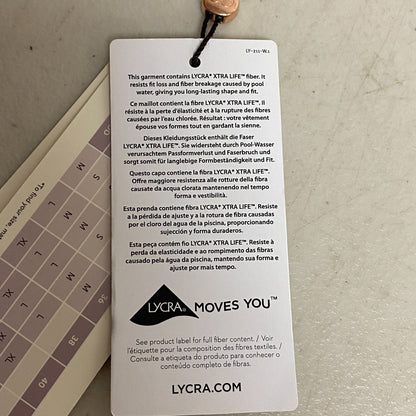 LY-211-W.1
This garment contains LYCRA® XTRA LIFE™ fiber. It
resists fit loss and fiber breakage caused by pool
water, giving you long-lasting shape and fit.
Ce maillot contient la fibre LYCRA® XTRA LIFE™. Il
résiste à la perte d'élasticité et à la rupture des fibres
causées par l'eau chlorée. Résultat : votre vêtement
épouse vos formes tout en gardant la sienne.
Dieses Kleidungsstück enthält die Faser
LYCRA® XTRA LIFE™. Sie widersteht durch Pool-Wasser
verursachtem Passformverlust und Faserbruch und
sorgt somit für langlebige Formbeständigkeit und Fit.
Questo capo contiene la fibra LYCRA® XTRA LIFE™.
Offre maggiore resistenza alle rotture della fibra
causate da acqua clorata mantenendo nel tempo
forma e vestibilità.
Esta prenda contiene fibra LYCRA® XTRA LIFE™. Resiste
a la pérdida de ajuste y a la rotura de fibra causadas
por el cloro del agua de la piscina, proporcionando
sujección y forma duraderos.
Esta peça contém fio LYCRA® XTRA LIFE™. Resiste à
perda da elasticidade e ao rompimento das fibras
causado pela água da piscina, mantendo sua forma e
ajuste por mais tempo.
LYCRA® MOVES YOU™
See product label for full fiber content. / Voir
l'étiquette pour la composition des fibres textiles. /
Consulte a etiqueta do produto para conhecer o
conteúdo completo de fibras.
LYCRA.COM
*To find your size
M
S
S
M
M
L
M
L
L
XL
L
XL
36
38
40